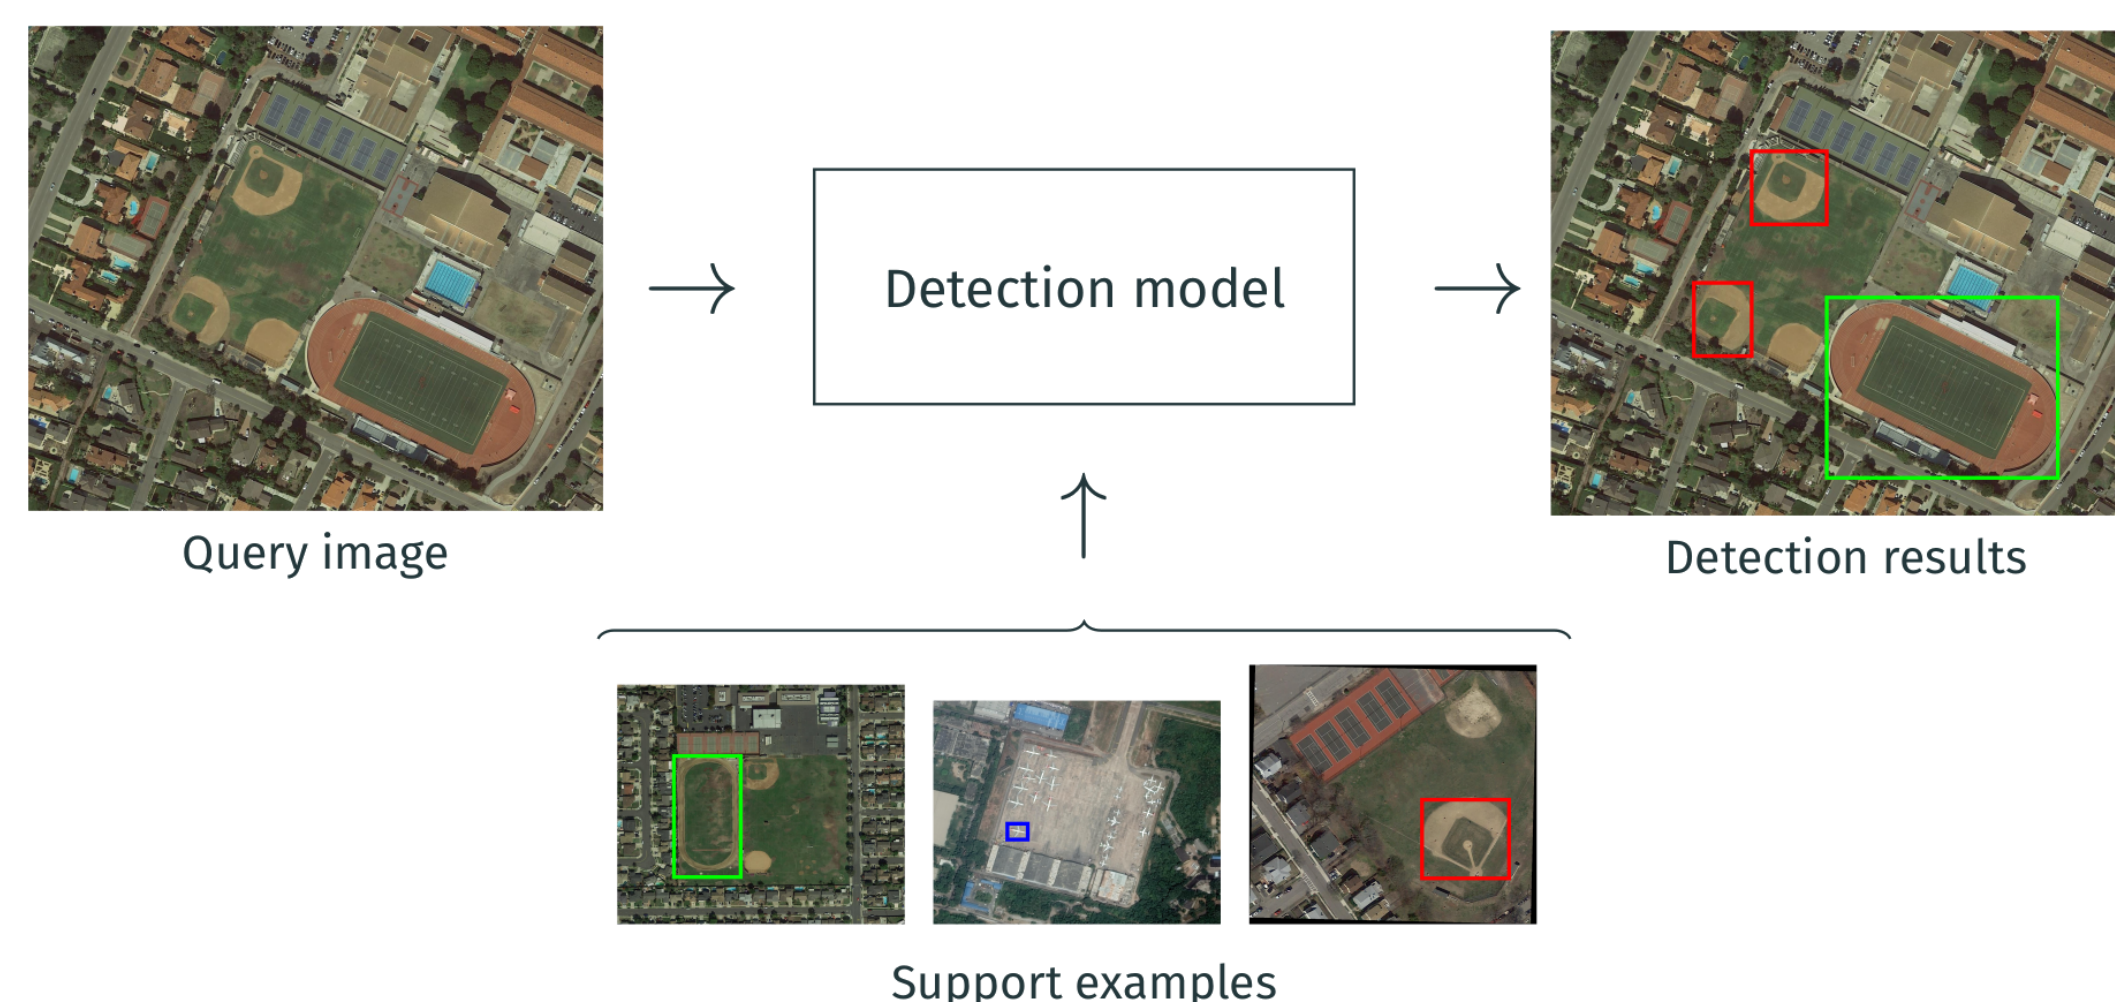 Query image
Detection model
Detection results
Support examples